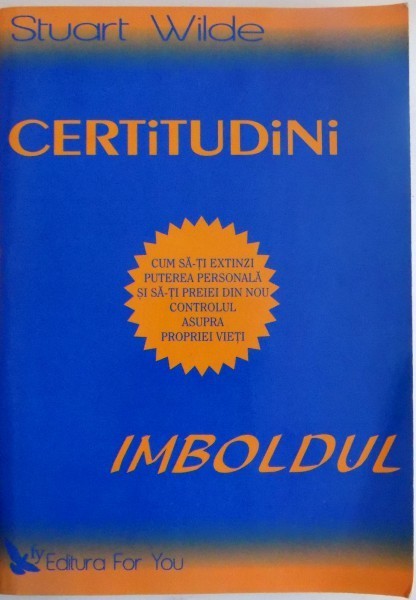 Stuart Wilde
CERTiTUDiNi
CUM SĂ-ȚI EXTINZI
PUTEREA PERSONALĂ
ȘI SĂ-ȚI PREIEI DIN NOU
CONTROLUL
ASUPRA
PROPRIEI VIEȚI
IMBOLDUL
fy Editura For You